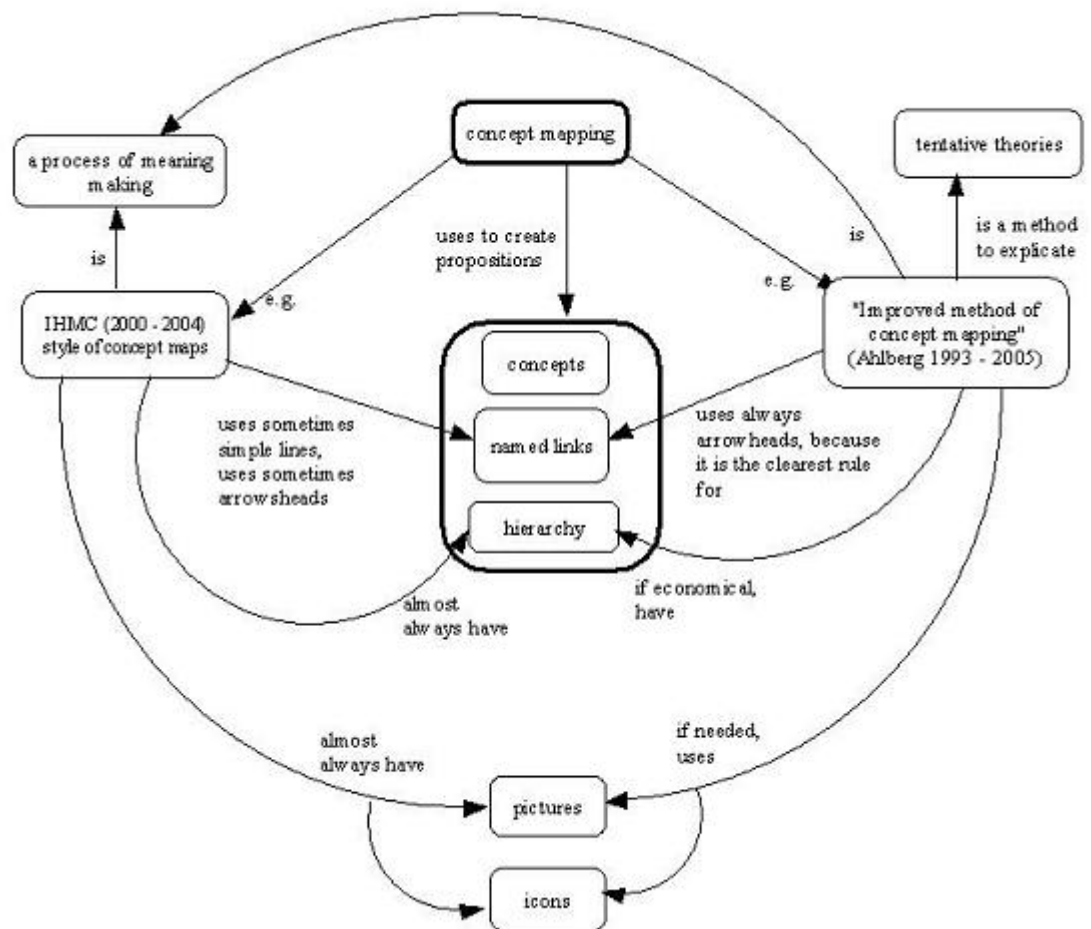 concept mapping
a process of meaning
making
tentative theories
uses to create
propositions
is
is a method
to explicate
is
e.g.
e.g.
IHMC (2000 - 2004)
style of concept maps
"Improved method of
concept mapping"
(Ahlberg 1993 - 2005)
concepts
named links
hierarchy
uses sometimes
simple lines,
uses sometimes
arrowsheads
uses always
arrowheads, because
it is the clearest rule
for
almost
always have
if economical,
have
almost
always have
if needed,
uses
pictures
icons